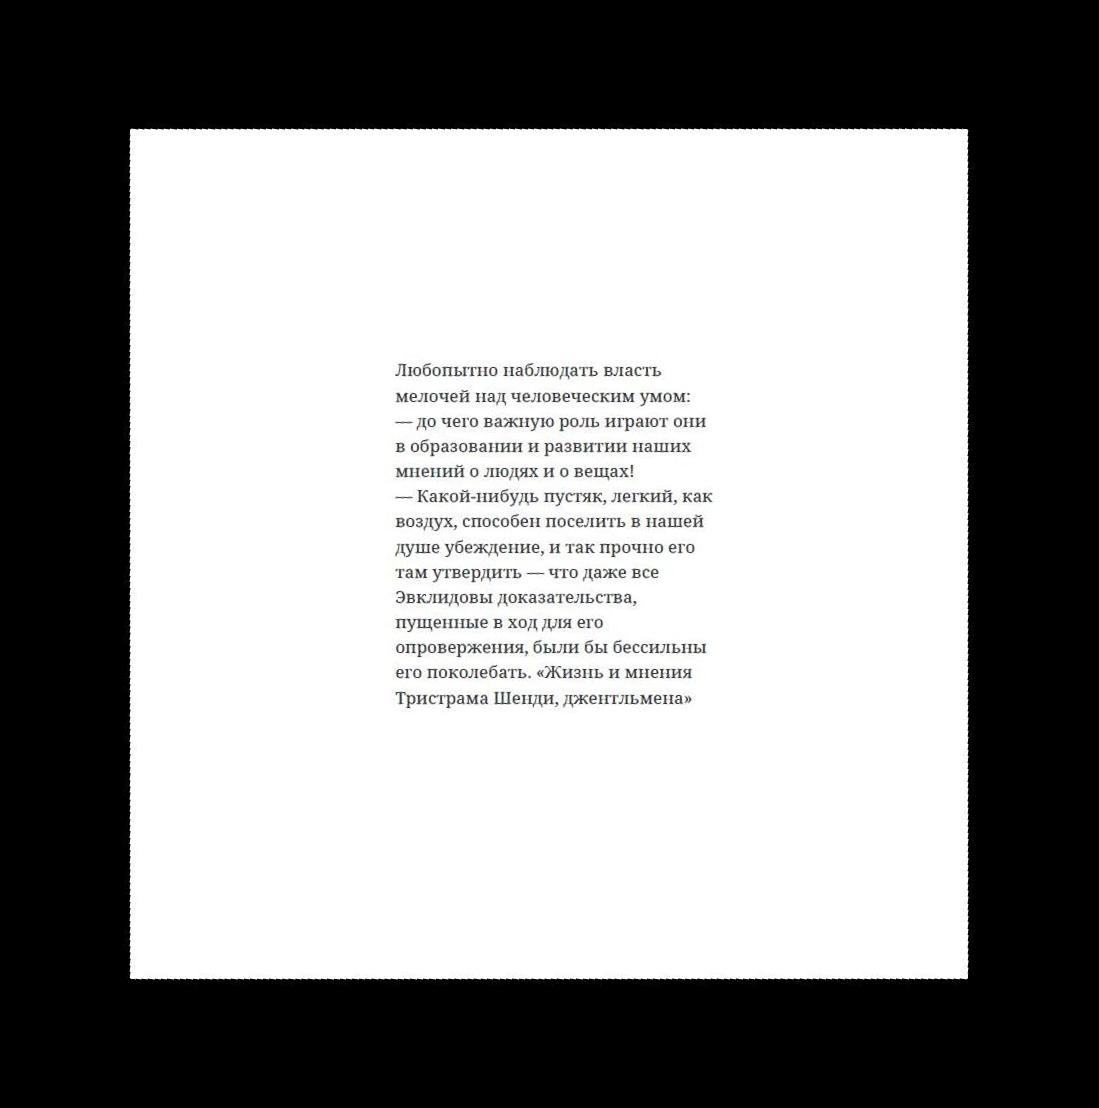 Любопытно наблюдать власть
мелочей над человеческим умом:
— до чего важную роль играют они
в образовании и развитии наших
мнений о людях и о вещах!
— Какой-нибудь пустяк, легкий, как
воздух, способен поселить в нашей
душе убеждение, и так прочно его
там утвердить — что даже все
Эвклидовы доказательства,
пущенные в ход для его
опровержения, были бы бессильны
его поколебать. «Жизнь и мнения
Тристрама Шенди, джентльмена»